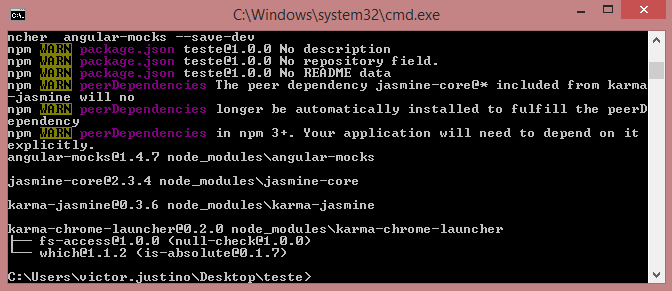 C:\Windows\system32\cmd.exe
ncher  angular-mocks --save-dev
npm WARN package.json teste@1.0.0 No description
npm WARN package.json teste@1.0.0 No repository field.
npm WARN package.json teste@1.0.0 No README data
npm WARN peerDependencies The peer dependency jasmine-core@* included from karma
-jasmine will no
npm WARN peerDependencies longer be automatically installed to fulfill the peerD
ependency
npm WARN peerDependencies in npm 3+. Your application will need to depend on it
explicitly.
angular-mocks@1.4.7 node_modules\angular-mocks
jasmine-core@2.3.4 node_modules\jasmine-core
karma-jasmine@0.3.6 node_modules\karma-jasmine
karma-chrome-launcher@0.2.0 node_modules\karma-chrome-launcher
├── fs-access@1.0.0 (null-check@1.0.0)
└── which@1.1.2 (is-absolute@0.1.7)
C:\Users\victor.justino\Desktop\teste>